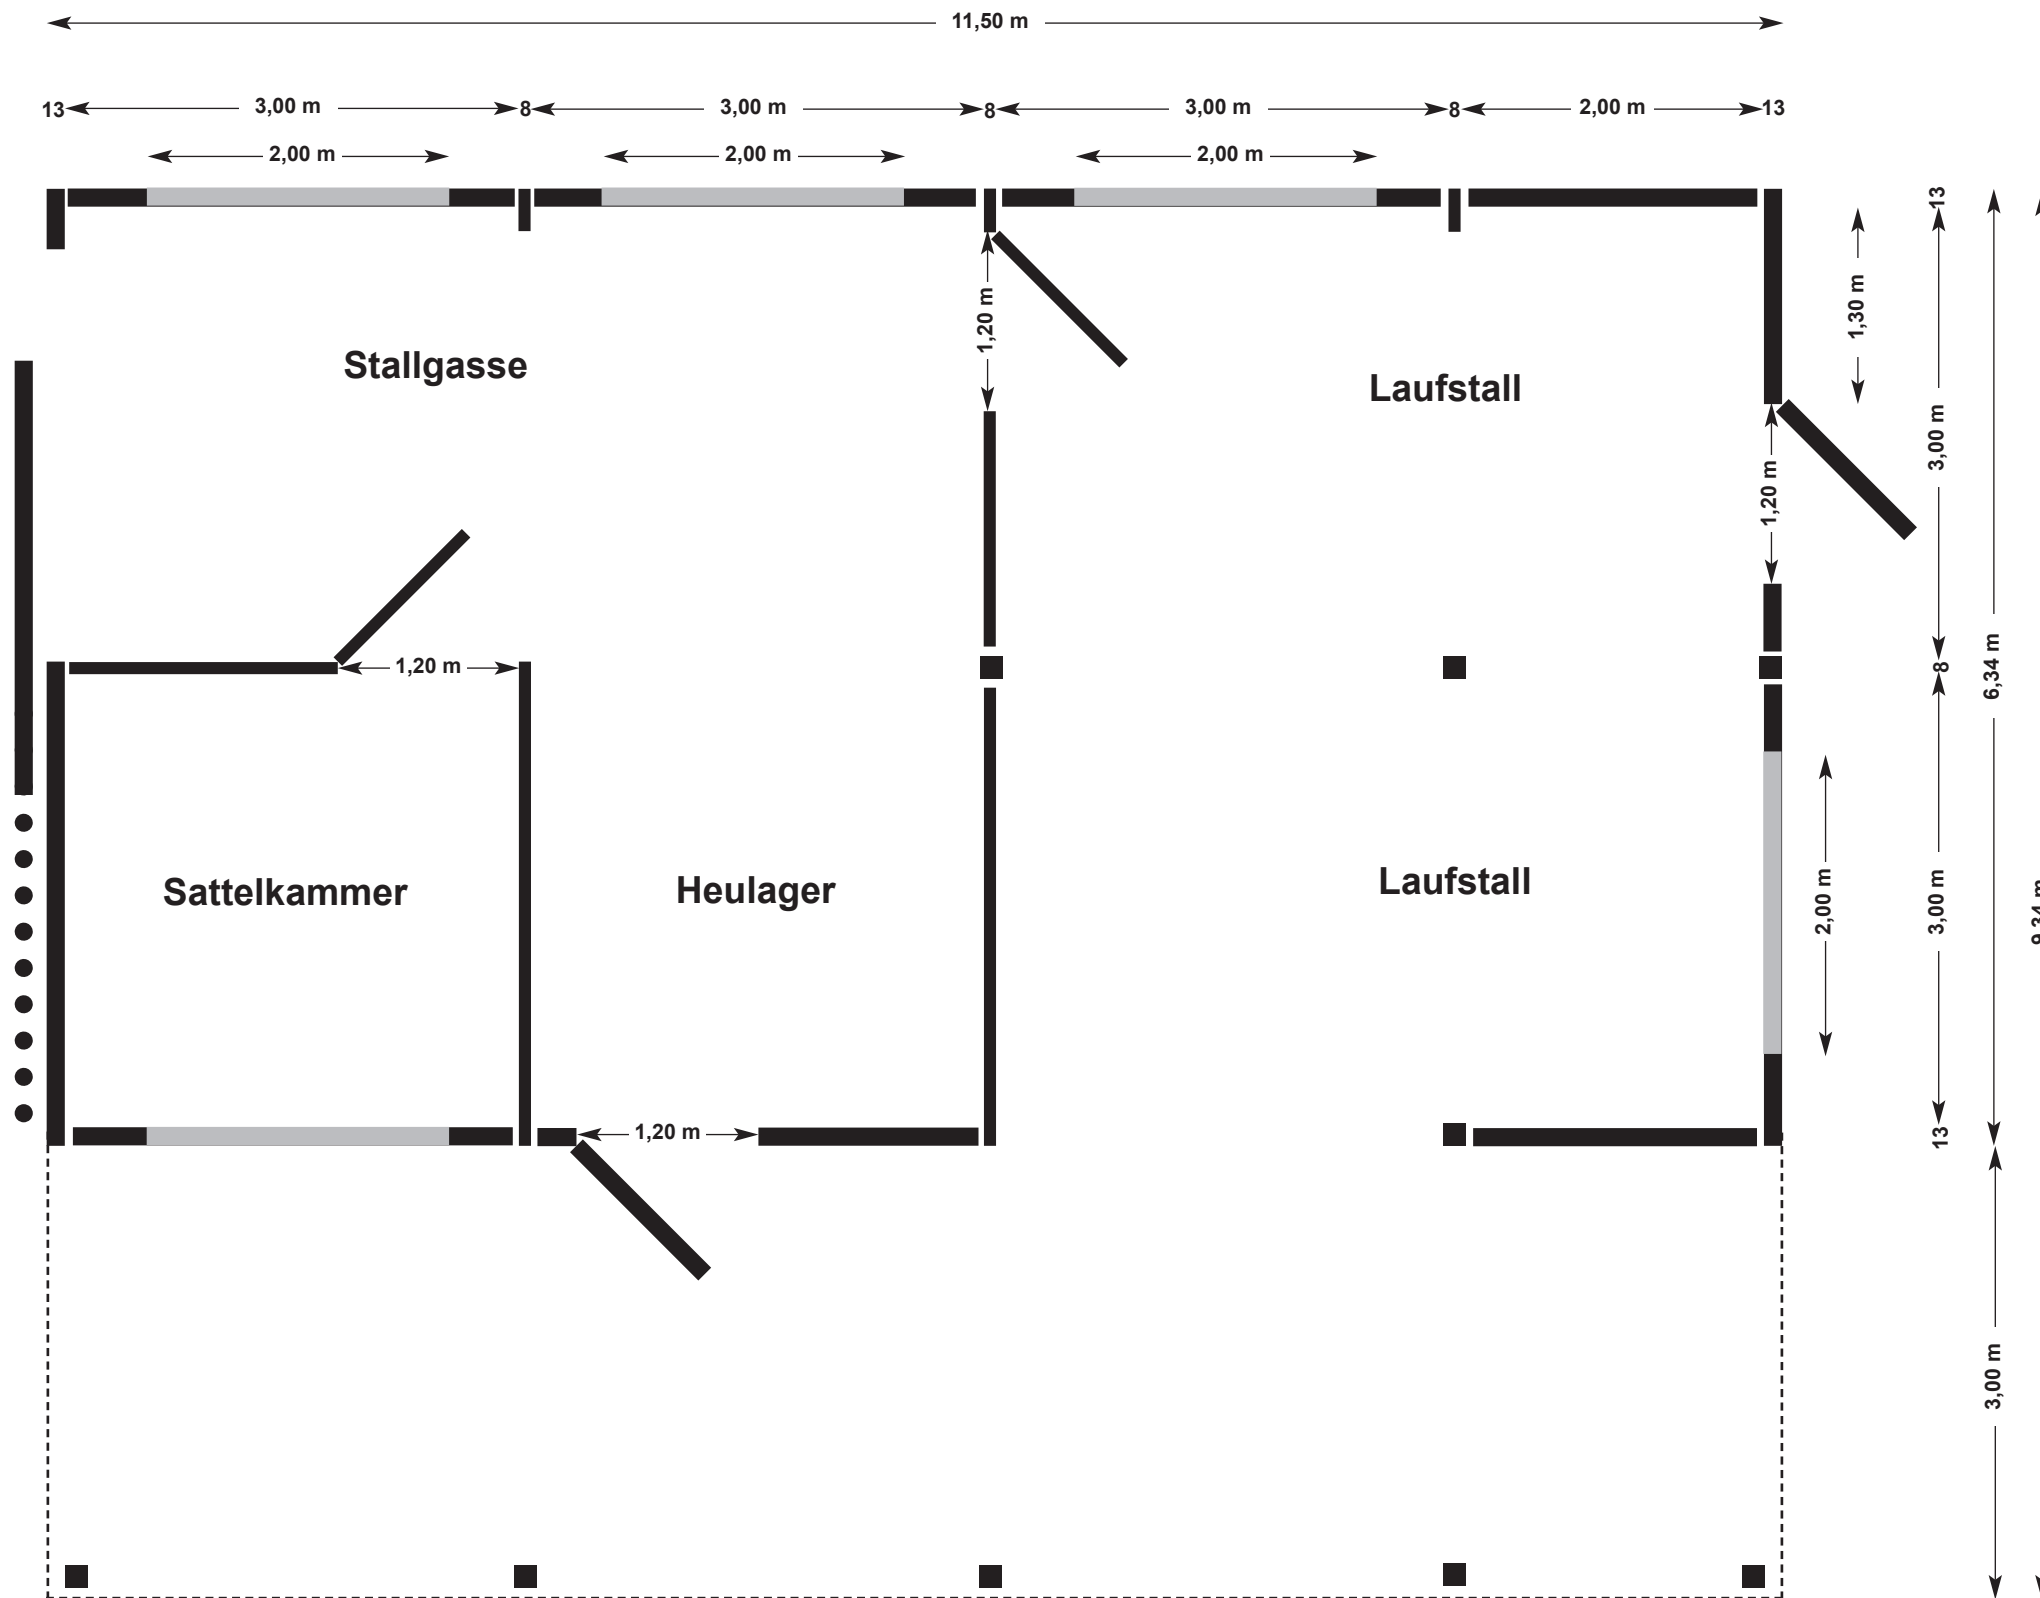 11,50 m
13 3,00 m 8 3,00 m 8 3,00 m 8 2,00 m 13
2,00 m 2,00 m 2,00 m
13
1,30 m
1,20 m
Stallgasse
Laufstall
3,00 m
1,20 m
1,20 m
8
6,34 m
Sattelkammer
Heulager
Laufstall
2,00 m
3,00 m
9,34 m
1,20 m
13
3,00 m